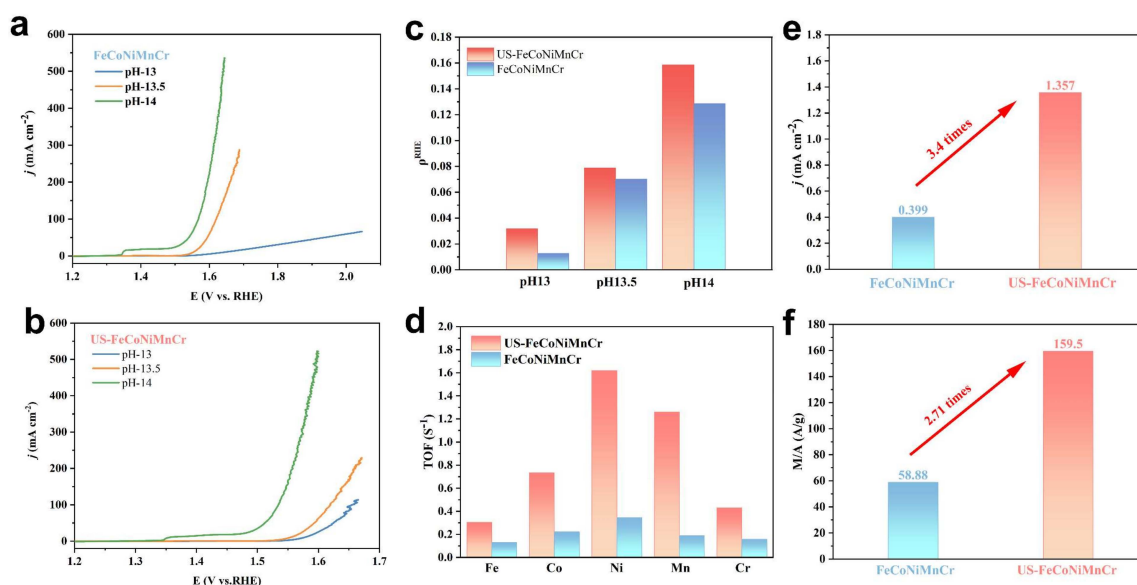 a
FeCoNiMnCr
pH-13
pH-13.5
pH-14
600
500
400
300
200
100
0
1.2
1.4
1.6
1.8
2.0
j (mA cm⁻²)
E (V vs. RHE)
b
US-FeCoNiMnCr
pH-13
pH-13.5
pH-14
600
500
400
300
200
100
0
1.2
1.3
1.4
1.5
1.6
1.7
j (mA cm⁻²)
E (V vs.RHE)
c
US-FeCoNiMnCr
FeCoNiMnCr
0.20
0.18
0.16
0.14
0.12
0.10
0.08
0.06
0.04
0.02
0.00
ρᴿᴴᴱ
pH13
pH13.5
pH14
d
US-FeCoNiMnCr
FeCoNiMnCr
2.0
1.8
1.6
1.4
1.2
1.0
0.8
0.6
0.4
0.2
0.0
TOF (S⁻¹)
Fe
Co
Ni
Mn
Cr
e
1.8
1.6
1.4
1.2
1.0
0.8
0.6
0.4
0.2
0.0
j (mA cm⁻²)
1.357
3.4 times
0.399
FeCoNiMnCr
US-FeCoNiMnCr
f
180
160
140
120
100
80
60
40
20
0
M/A (A/g)
159.5
2.71 times
58.88
FeCoNiMnCr
US-FeCoNiMnCr